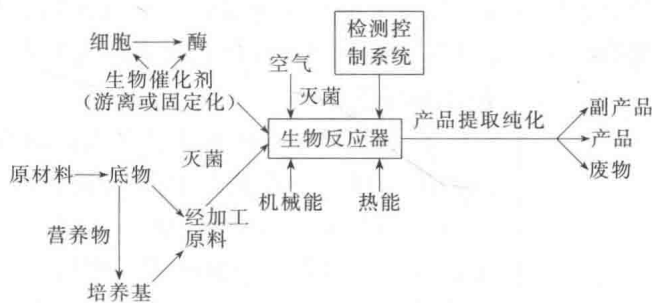 细胞
酶
生物催化剂
(游离或固定化)
空气
灭菌
检测控
制系统
生物反应器
产品提取纯化
副产品
产品
废物
灭菌
原材料
底物
经加工
原料
机械能
热能
营养物
培养基